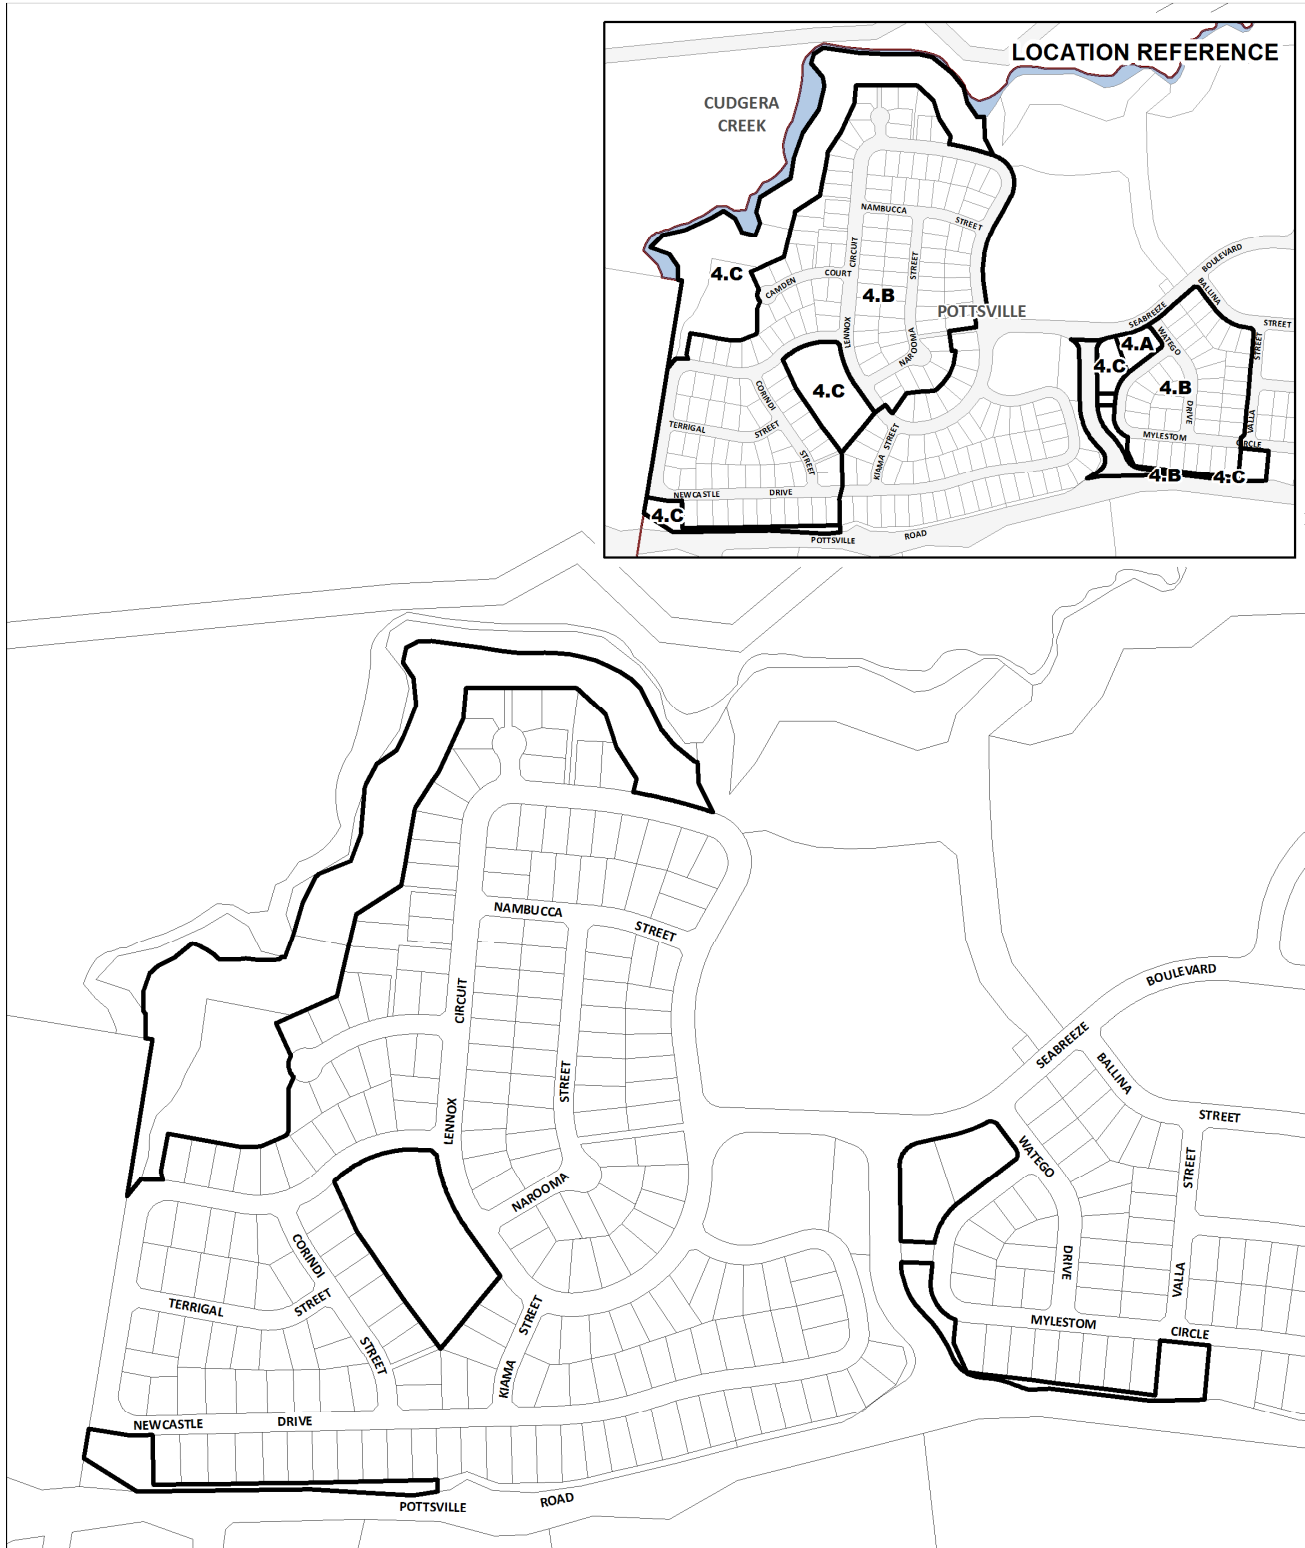 LOCATION REFERENCE
CUDGERA
CREEK
NAMBUCCA
STREET
CIRCUIT
STREET
4.C
CAMDEN
COURT
4.B
POTTSVILLE
LENNOX
NAROOMA
BOULEVARD
SEABREEZE
BALLINA
STREET
4.A
WATEGO
STREET
4.C
4.B
4.C
CORINDI
DRIVE
VALLA
TERRIGAL
STREET
KIAMA
STREET
MYLESTOM
CIRCLE
STREET
4.B
4.C
NEWCASTLE
DRIVE
4.C
POTTSVILLE
ROAD
NAMBUCCA
STREET
CIRCUIT
BOULEVARD
SEABREEZE
BALLINA
STREET
STREET
LENNOX
STREET
WATEGO
NAROOMA
CORINDI
DRIVE
VALLA
TERRIGAL
STREET
STREET
MYLESTOM
CIRCLE
STREET
KIAMA
NEWCASTLE
DRIVE
POTTSVILLE
ROAD